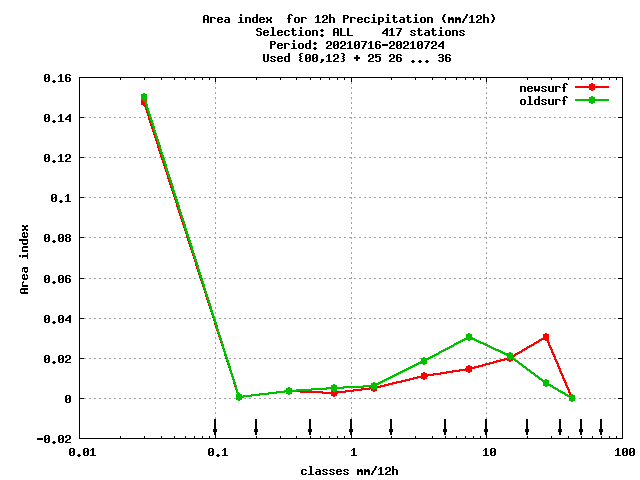 Area index  for 12h Precipitation (mm/12h)
Selection: ALL    417 stations
Period: 20210716-20210724
Used {00,12} + 25 26 ... 36
newsurf
oldsurf
0.16
0.14
0.12
0.1
0.08
0.06
0.04
0.02
0
-0.02
Area index
0.01 0.1 1 10 100
classes mm/12h